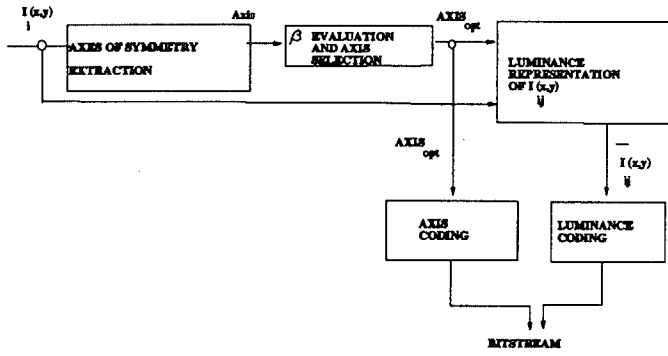 I (x,y)
i
AXES OF SYMMETRY
EXTRACTION
Axis
β EVALUATION
AND AXIS
SELECTION
AXIS
opt
LUMINANCE
REPRESENTATION
OF I (x,y)
ij
AXIS
opt
I (x,y)
ij
AXIS
CODING
LUMINANCE
CODING
BITSTREAM